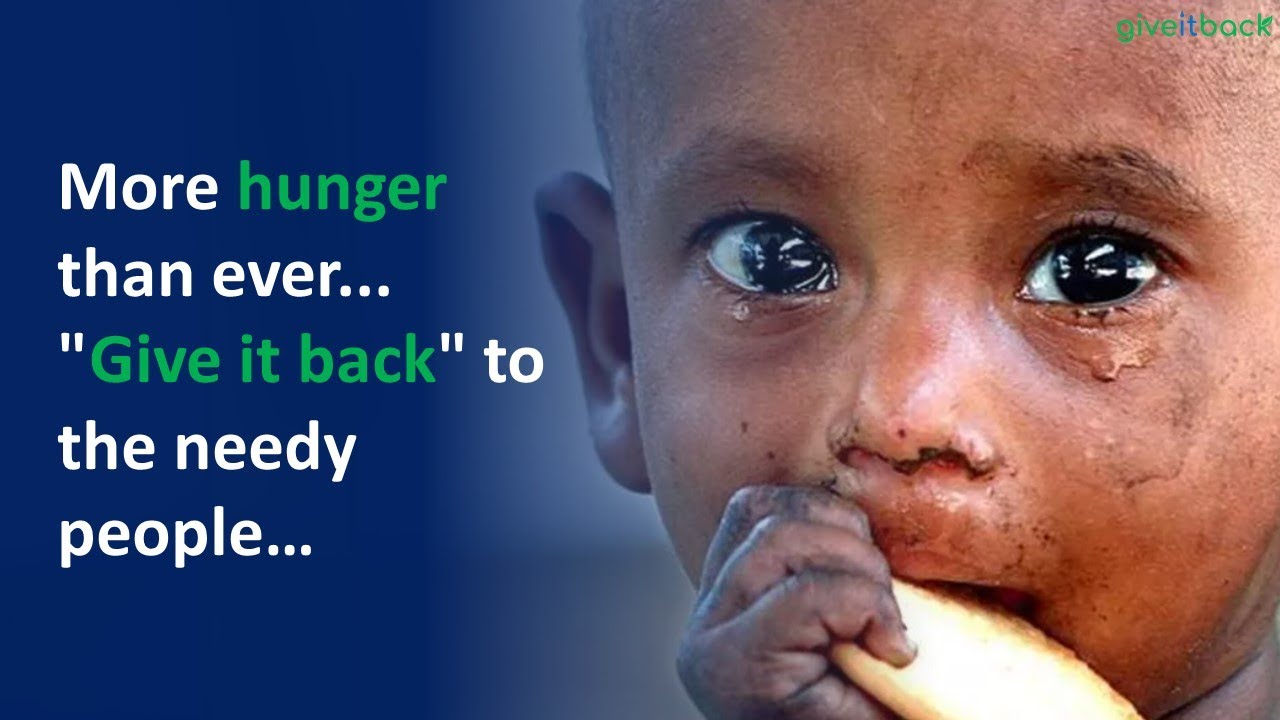 giveitback
More hunger
than ever...
"Give it back" to
the needy
people...